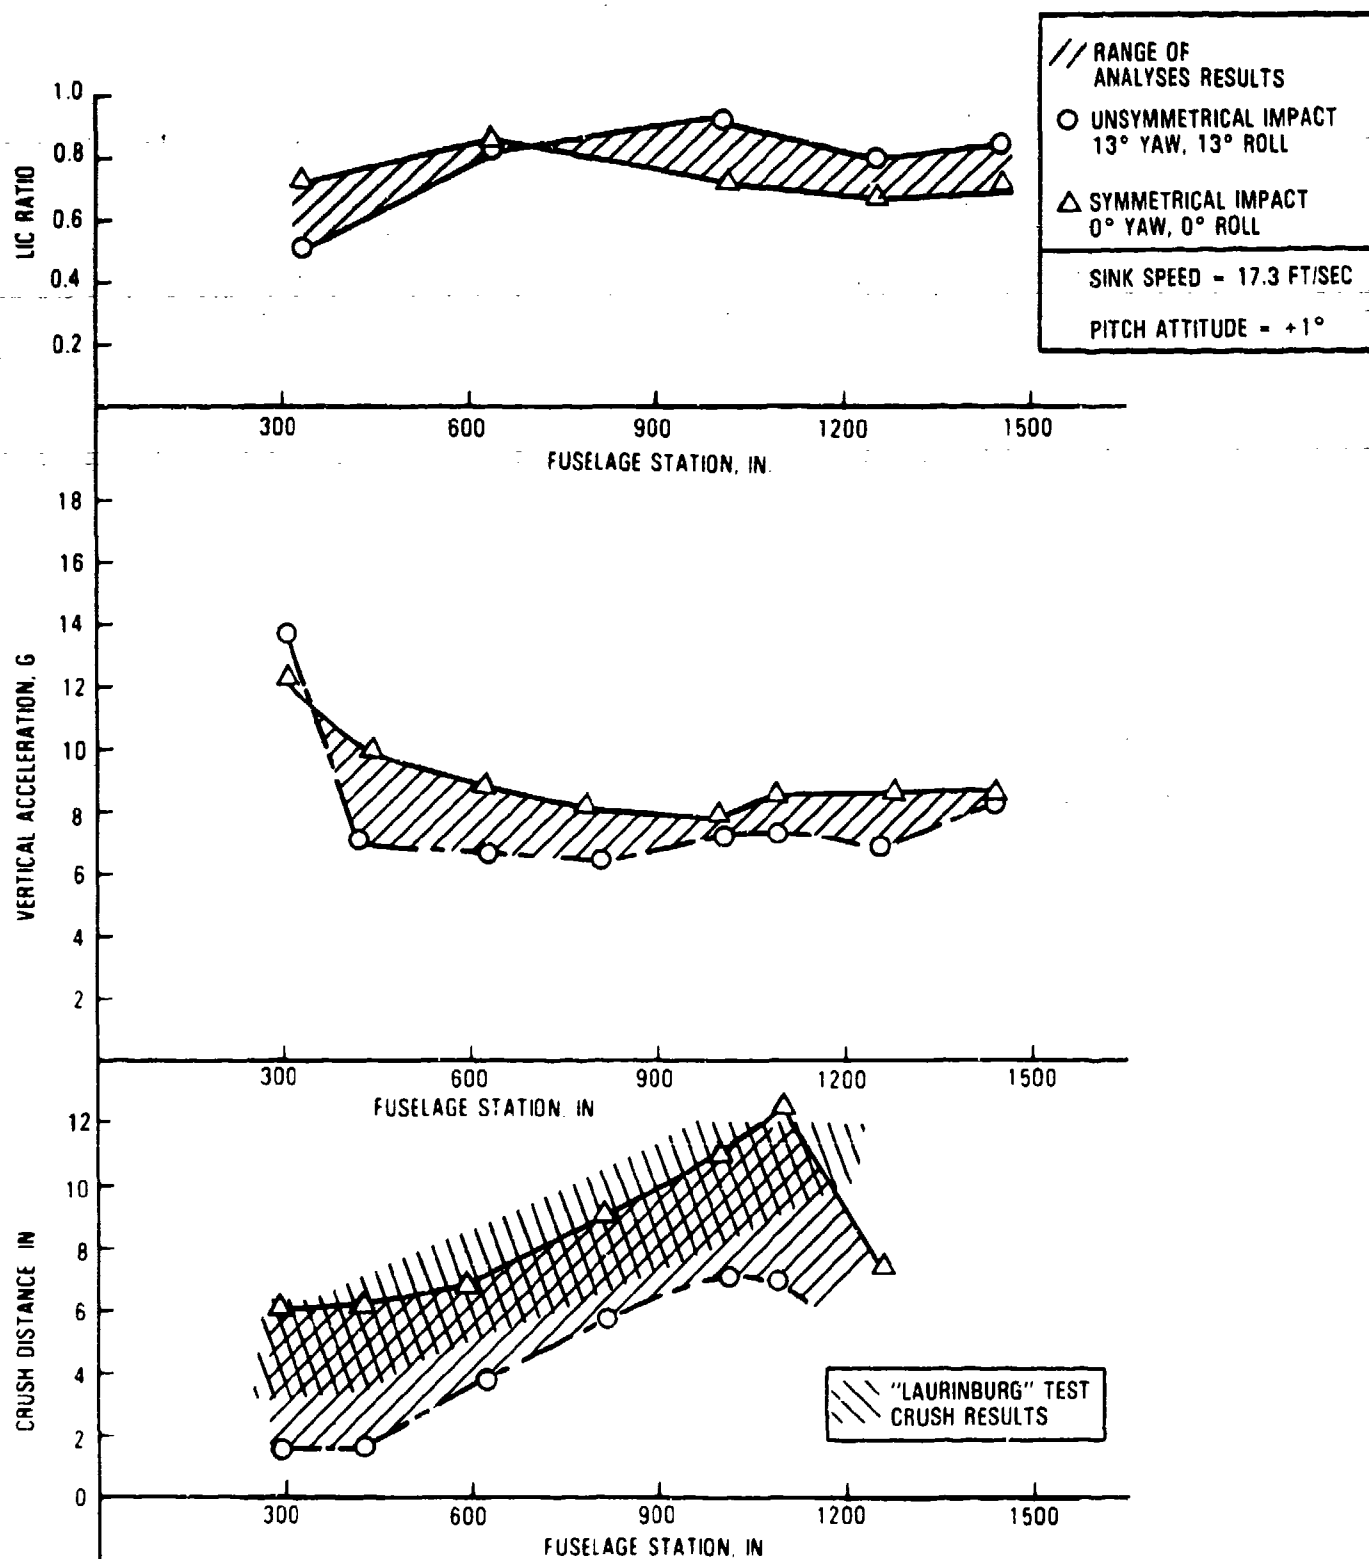 RANGE OF
ANALYSES RESULTS
UNSYMMETRICAL IMPACT
13° YAW, 13° ROLL
SYMMETRICAL IMPACT
0° YAW, 0° ROLL
SINK SPEED = 17.3 FT/SEC
PITCH ATTITUDE = +1°
LIC RATIO
1.0
0.8
0.6
0.4
0.2
300 600 900 1200 1500
FUSELAGE STATION, IN.
VERTICAL ACCELERATION, G
18
16
14
12
10
8
6
4
2
300 600 900 1200 1500
FUSELAGE STATION, IN
CRUSH DISTANCE IN
12
10
8
6
4
2
0
"LAURINBURG" TEST
CRUSH RESULTS
300 600 900 1200 1500
FUSELAGE STATION, IN